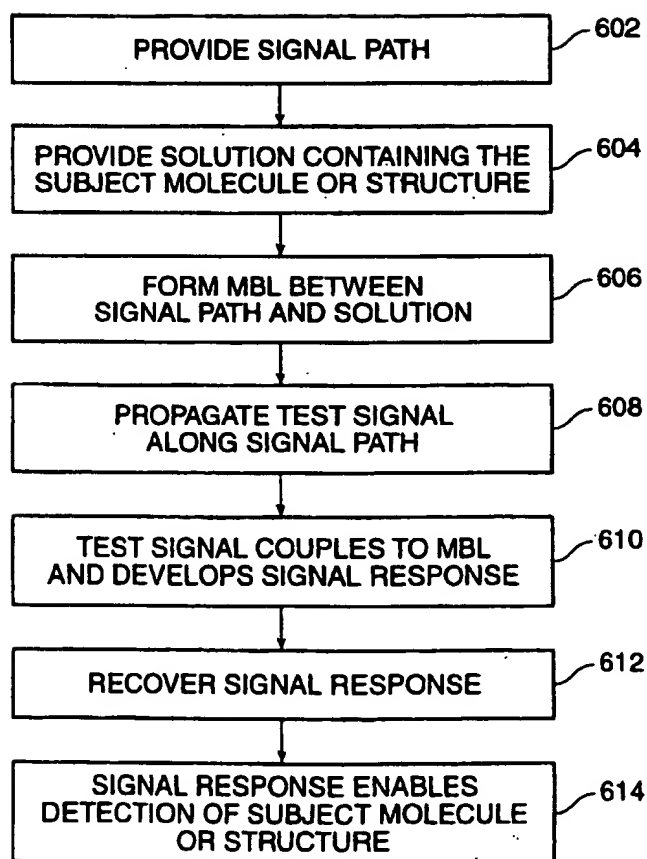 PROVIDE SIGNAL PATH
602
PROVIDE SOLUTION CONTAINING THE
SUBJECT MOLECULE OR STRUCTURE
604
FORM MBL BETWEEN
SIGNAL PATH AND SOLUTION
606
PROPAGATE TEST SIGNAL
ALONG SIGNAL PATH
608
TEST SIGNAL COUPLES TO MBL
AND DEVELOPS SIGNAL RESPONSE
610
RECOVER SIGNAL RESPONSE
612
SIGNAL RESPONSE ENABLES
DETECTION OF SUBJECT MOLECULE
OR STRUCTURE
614